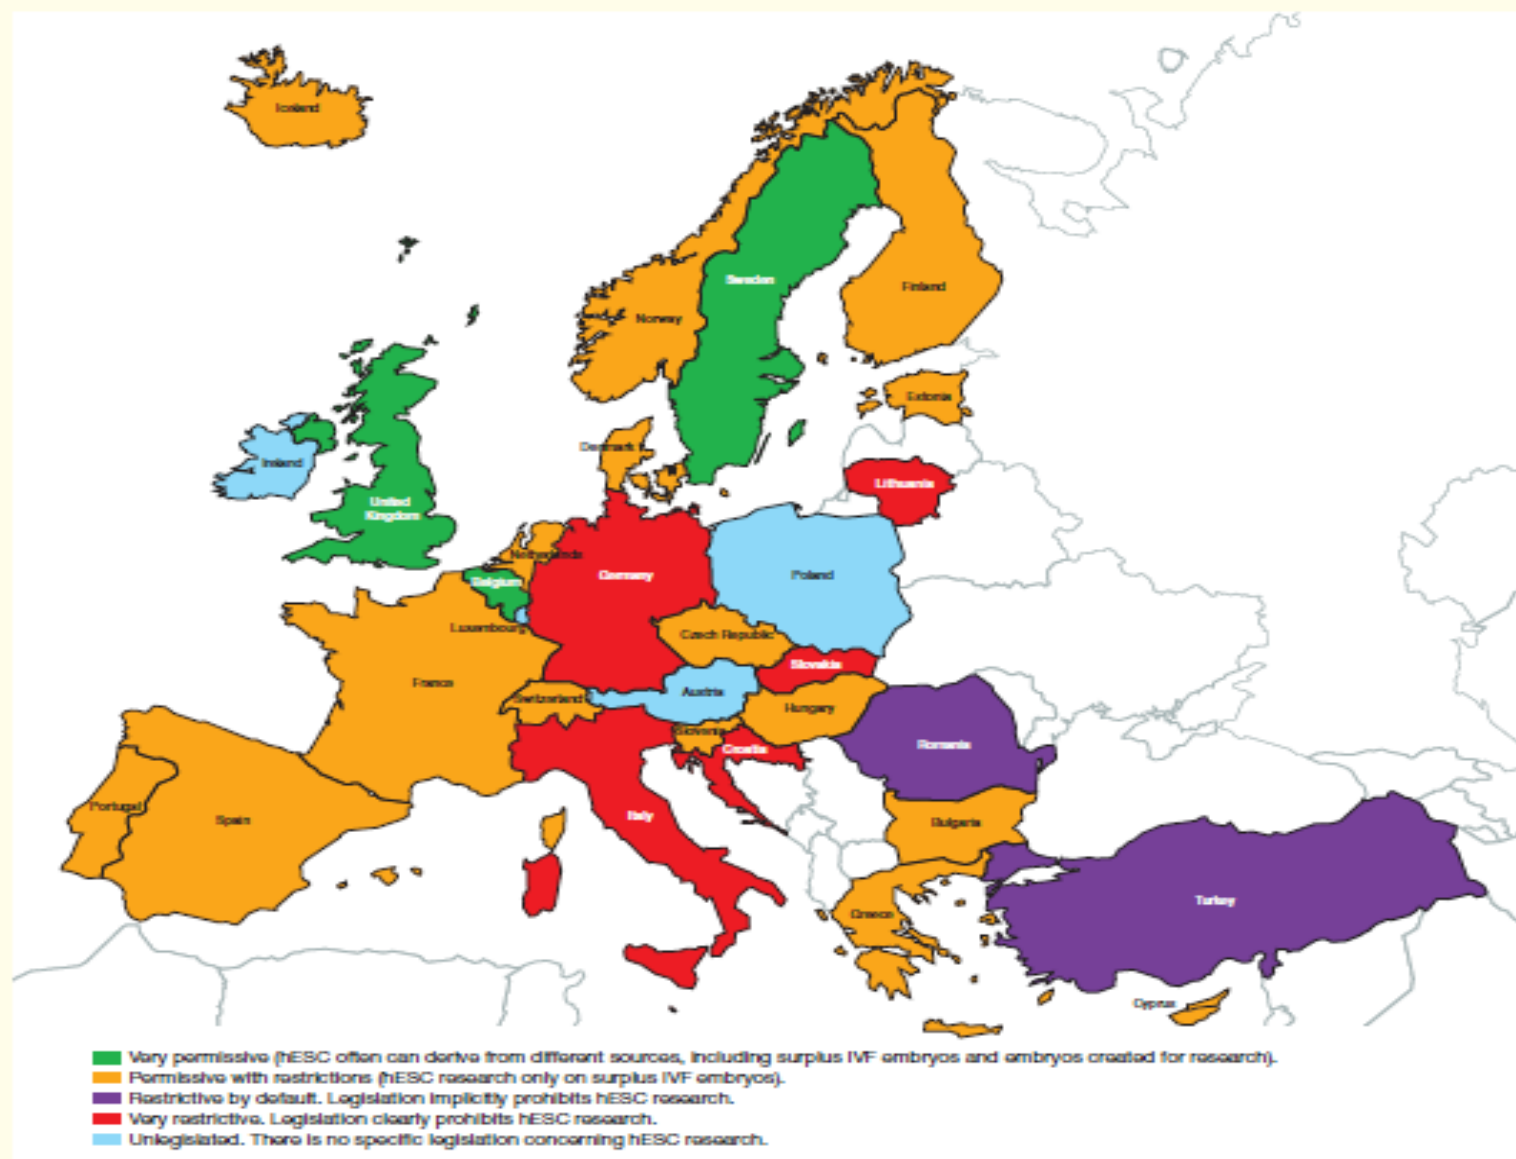 Iceland
Sweden
Finland
Norway
Estonia
Denmark
Ireland
Lithuania
United
Kingdom
Netherlands
Germany
Poland
Belgium
Luxembourg
Czech Republic
Slovakia
France
Austria
Switzerland
Hungary
Slovenia
Croatia
Romania
Portugal
Spain
Italy
Bulgaria
Turkey
Greece
Cyprus
Very permissive (hESC often can derive from different sources, including surplus IVF embryos and embryos created for research).
Permissive with restrictions (hESC research only on surplus IVF embryos).
Restrictive by default. Legislation implicitly prohibits hESC research.
Very restrictive. Legislation clearly prohibits hESC research.
Unlegislated. There is no specific legislation concerning hESC research.